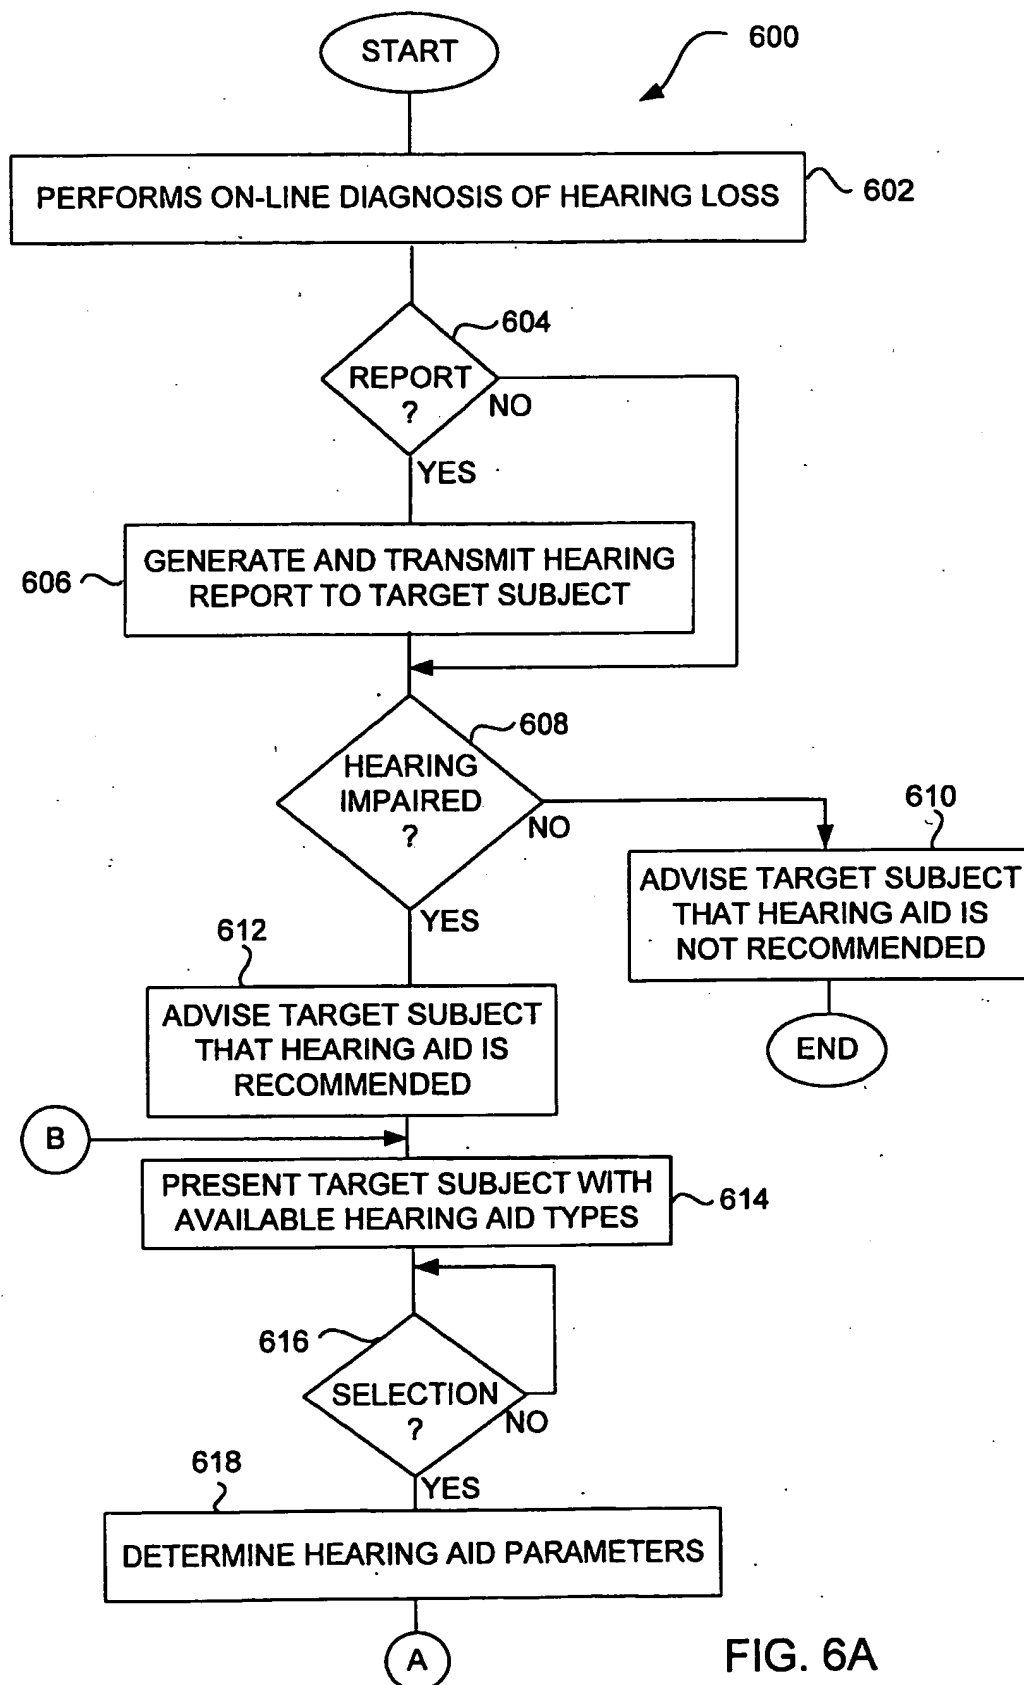 START
600
PERFORMS ON-LINE DIAGNOSIS OF HEARING LOSS
602
604
REPORT
?
NO
YES
606
GENERATE AND TRANSMIT HEARING
REPORT TO TARGET SUBJECT
608
HEARING
IMPAIRED
?
NO
YES
610
ADVISE TARGET SUBJECT
THAT HEARING AID IS
NOT RECOMMENDED
END
612
ADVISE TARGET SUBJECT
THAT HEARING AID IS
RECOMMENDED
B
PRESENT TARGET SUBJECT WITH
AVAILABLE HEARING AID TYPES
614
616
SELECTION
?
NO
YES
618
DETERMINE HEARING AID PARAMETERS
A
FIG. 6A